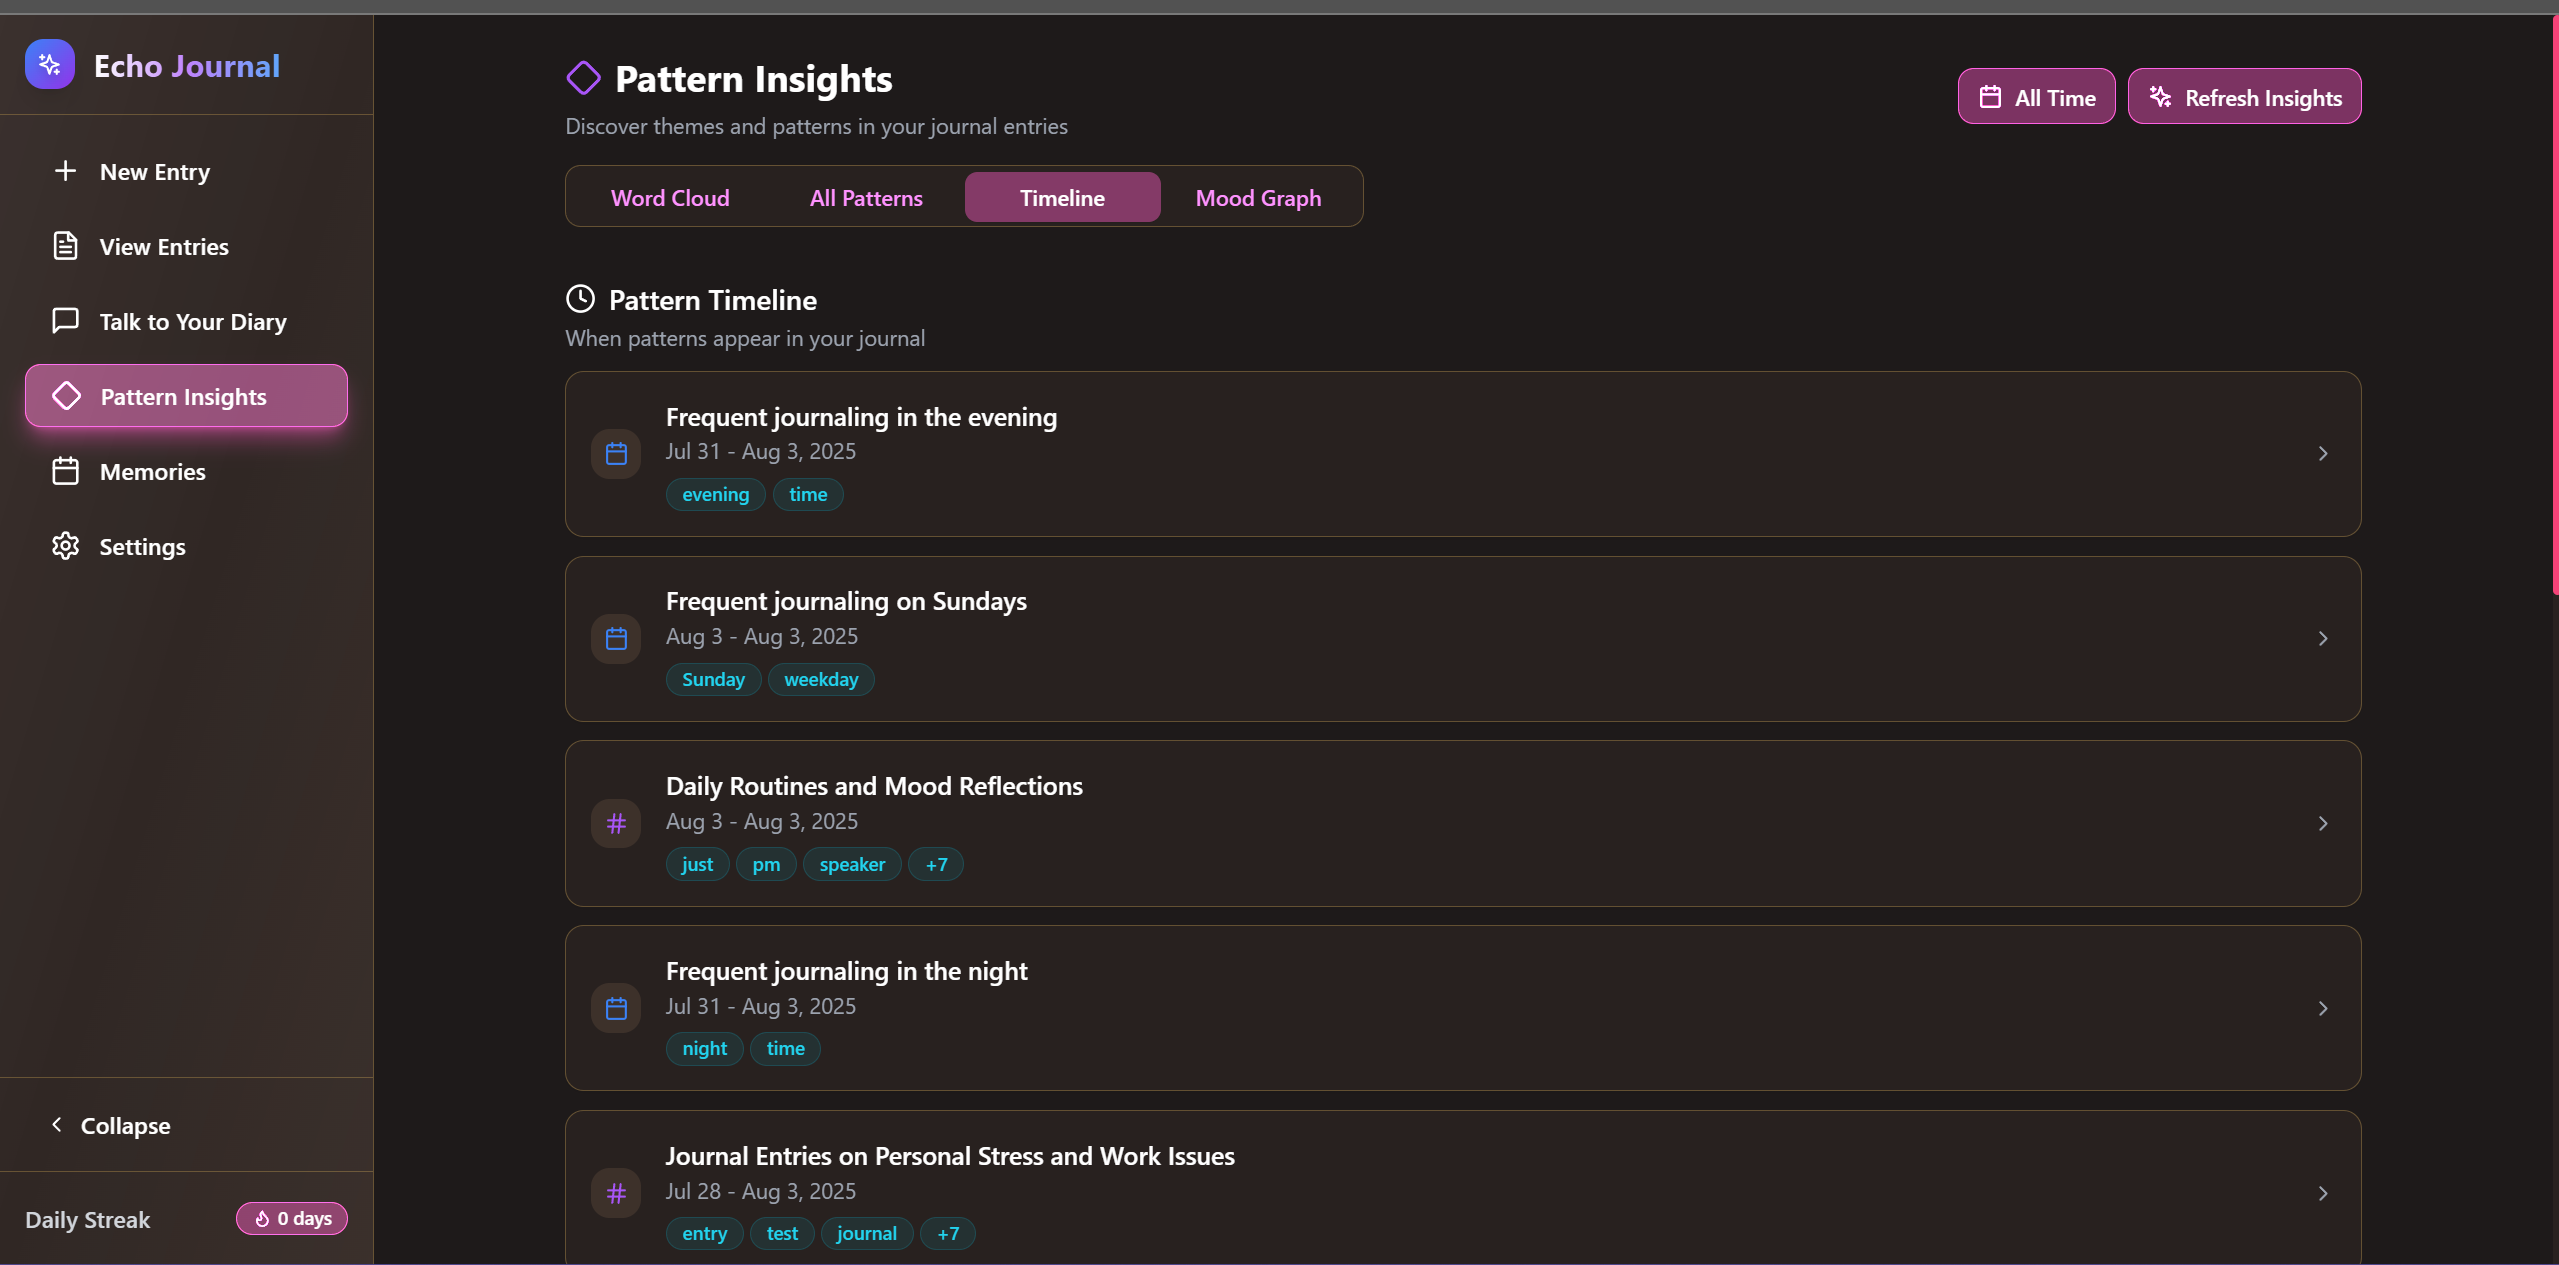 Echo Journal
New Entry
View Entries
Talk to Your Diary
Pattern Insights
Memories
Settings
Collapse
Daily Streak
0 days
Pattern Insights
Discover themes and patterns in your journal entries
All Time
Refresh Insights
Word Cloud
All Patterns
Timeline
Mood Graph
Pattern Timeline
When patterns appear in your journal
Frequent journaling in the evening
Jul 31 - Aug 3, 2025
evening time
Frequent journaling on Sundays
Aug 3 - Aug 3, 2025
Sunday weekday
Daily Routines and Mood Reflections
Aug 3 - Aug 3, 2025
just pm speaker +7
Frequent journaling in the night
Jul 31 - Aug 3, 2025
night time
Journal Entries on Personal Stress and Work Issues
Jul 28 - Aug 3, 2025
entry test journal +7